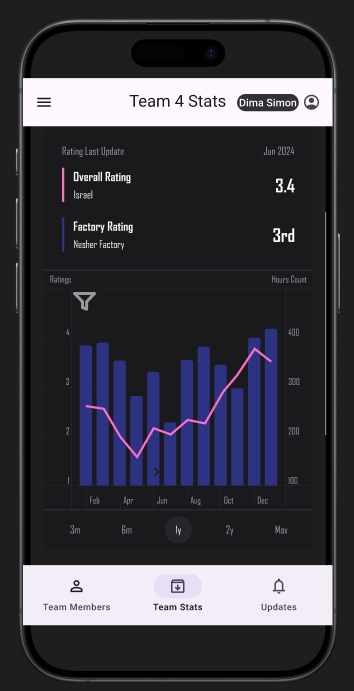 Team 4 Stats
Dima Simon
Rating Last Update Jun 2024
Overall Rating
Israel
3.4
Factory Rating
Nesher Factory
3rd
Ratings Hours Count
4 400
3 300
2 200
1 100
Feb Apr Jun Aug Oct Dec
3m 6m 1y 2y Max
Team Members Team Stats Updates